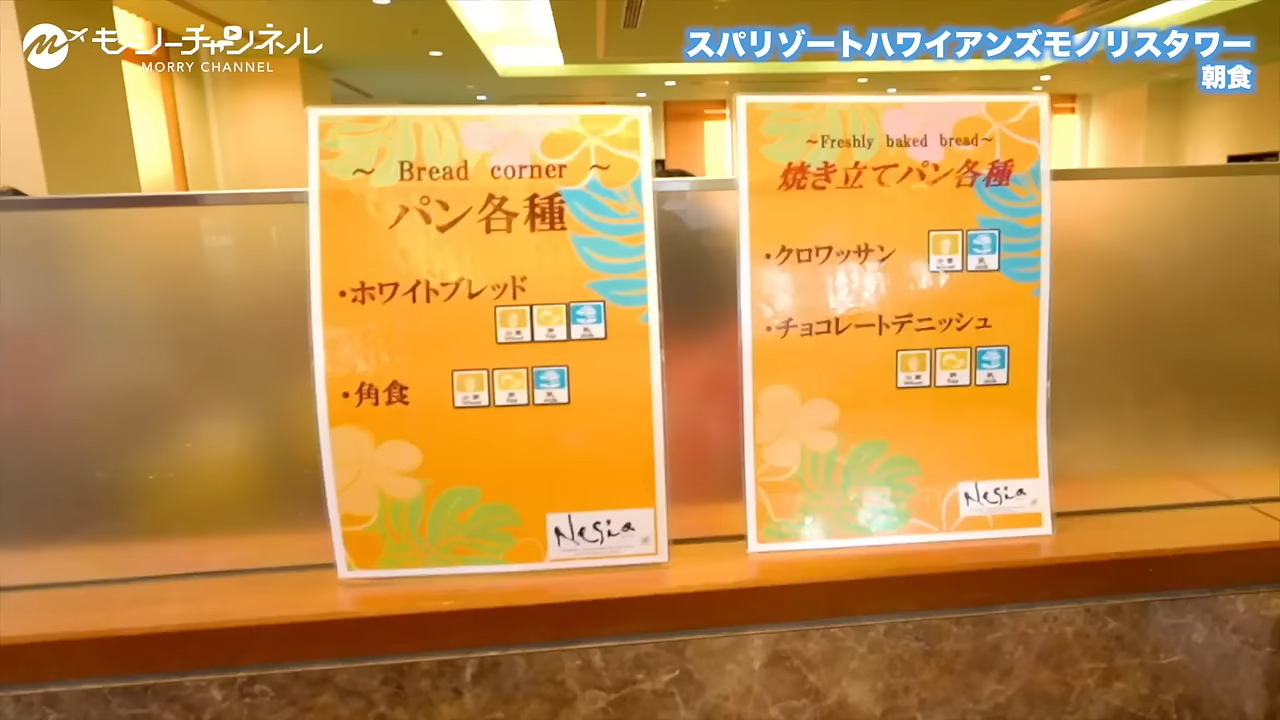 モーリーチャンネル
MORRY CHANNEL
スパリゾートハワイアンズモノリスタワー
朝食
～ Bread corner ～
パン各種
・ホワイトブレッド
・角食
Nesia
～Freshly baked bread～
焼き立てパン各種
・クロワッサン
・チョコレートデニッシュ
Nesia